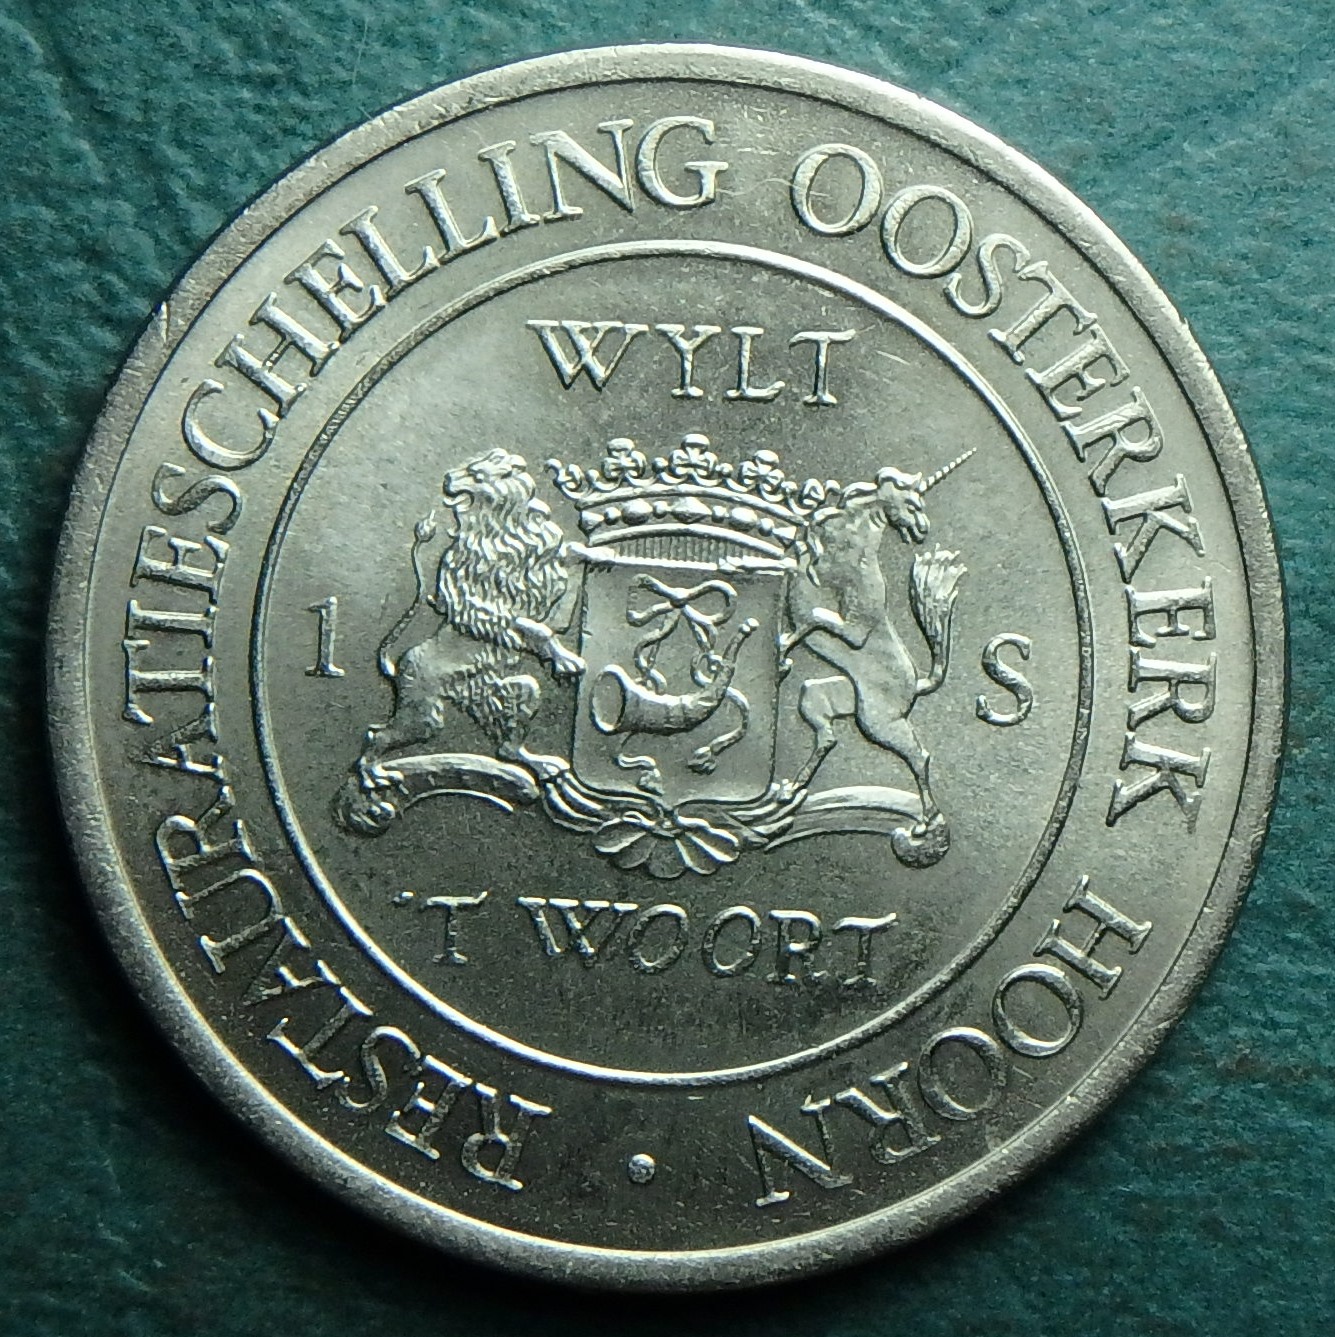 RESTAURATIESCHELLING OOSTERKERK HOORN •
WYLT
1 S
'T WOORT